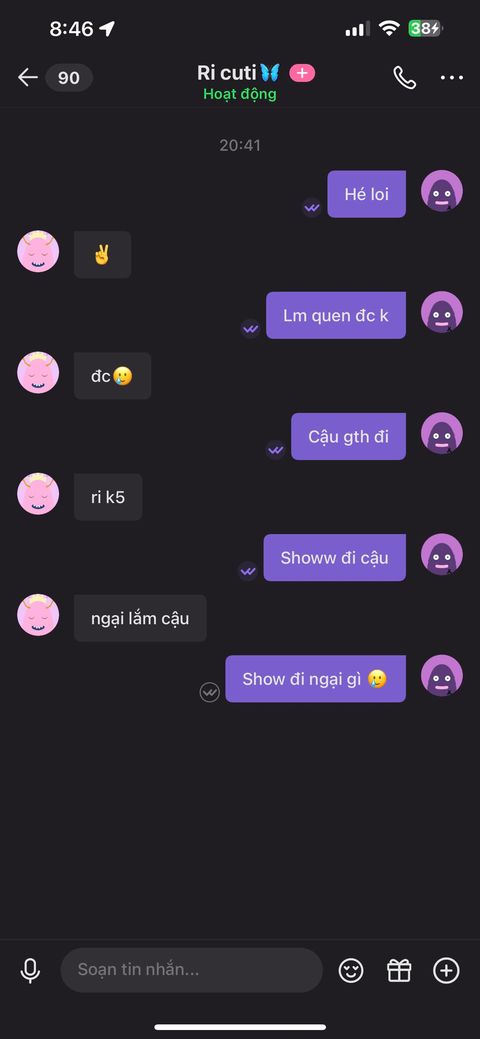 8:46
38
90
Ri cuti🦋
Hoạt động
20:41
Hé loi
✌️
Lm quen đc k
đc🥲
Cậu gth đi
ri k5
Showw đi cậu
ngại lắm cậu
Show đi ngại gì 🥲
Soạn tin nhắn...